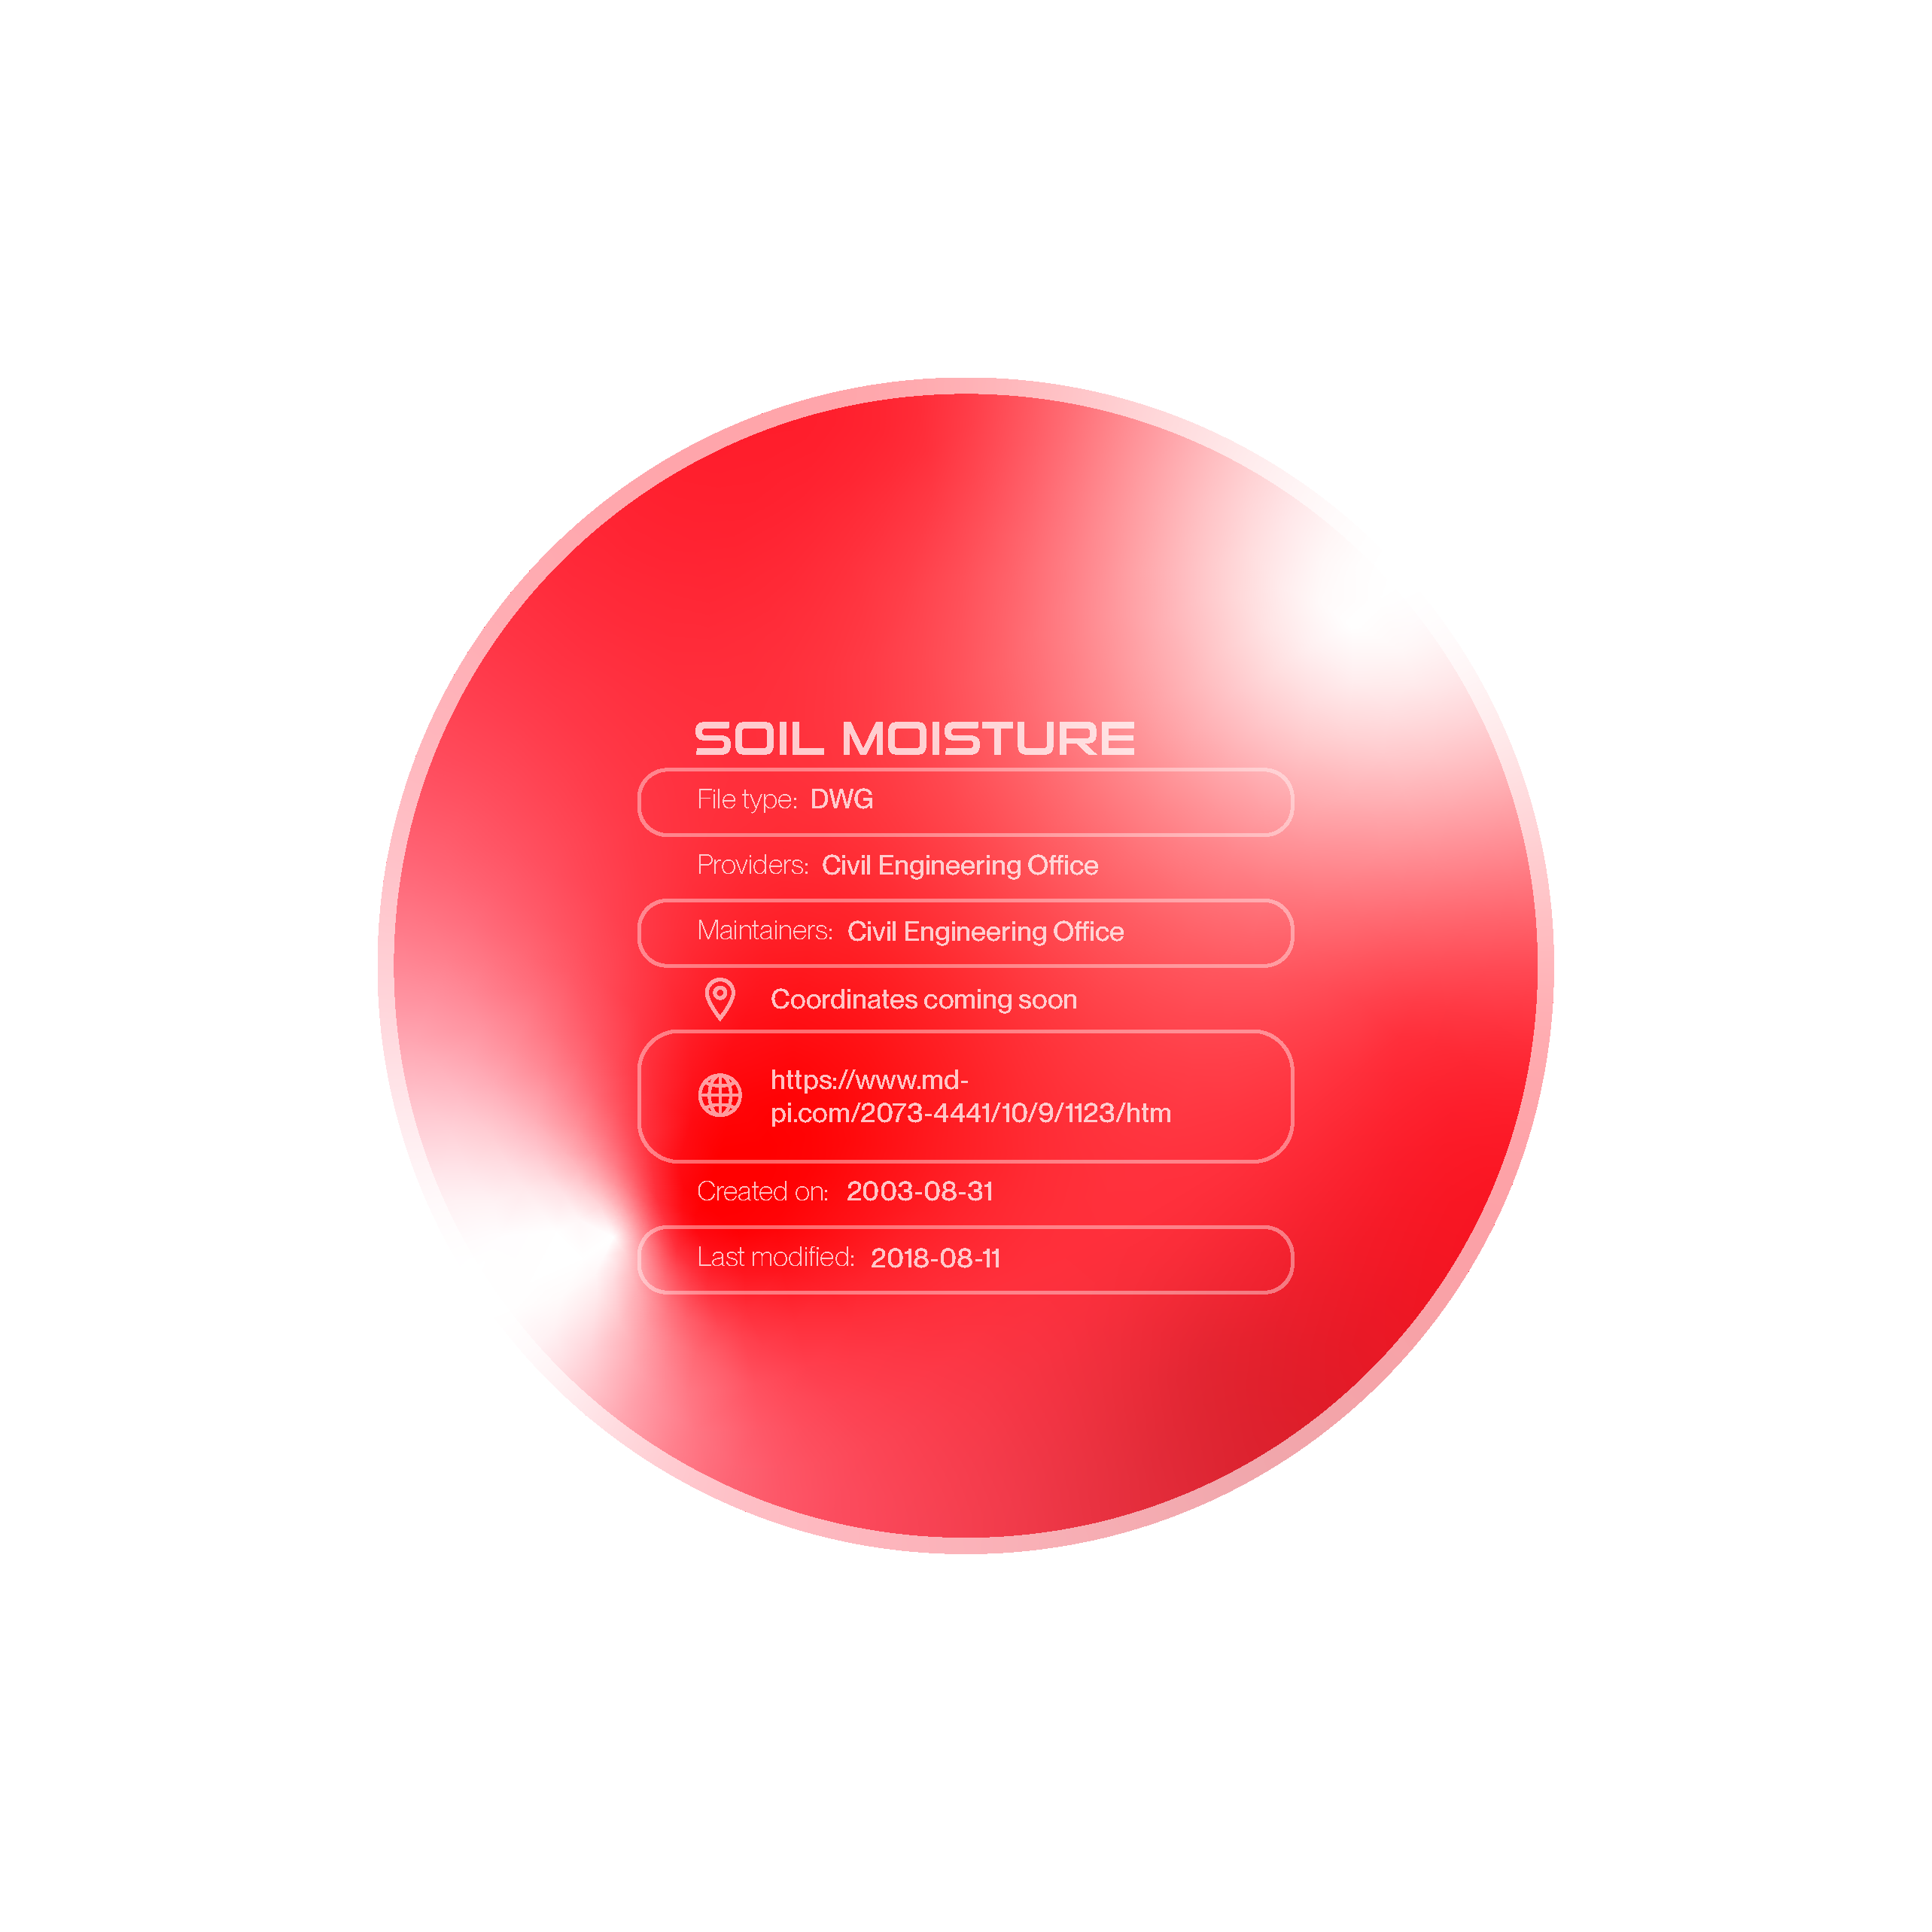 SOIL MOISTURE
File type: DWG
Providers: Civil Engineering Office
Maintainers: Civil Engineering Office
Coordinates coming soon
https://www.md-
pi.com/2073-4441/10/9/1123/htm
Created on: 2003-08-31
Last modified: 2018-08-11